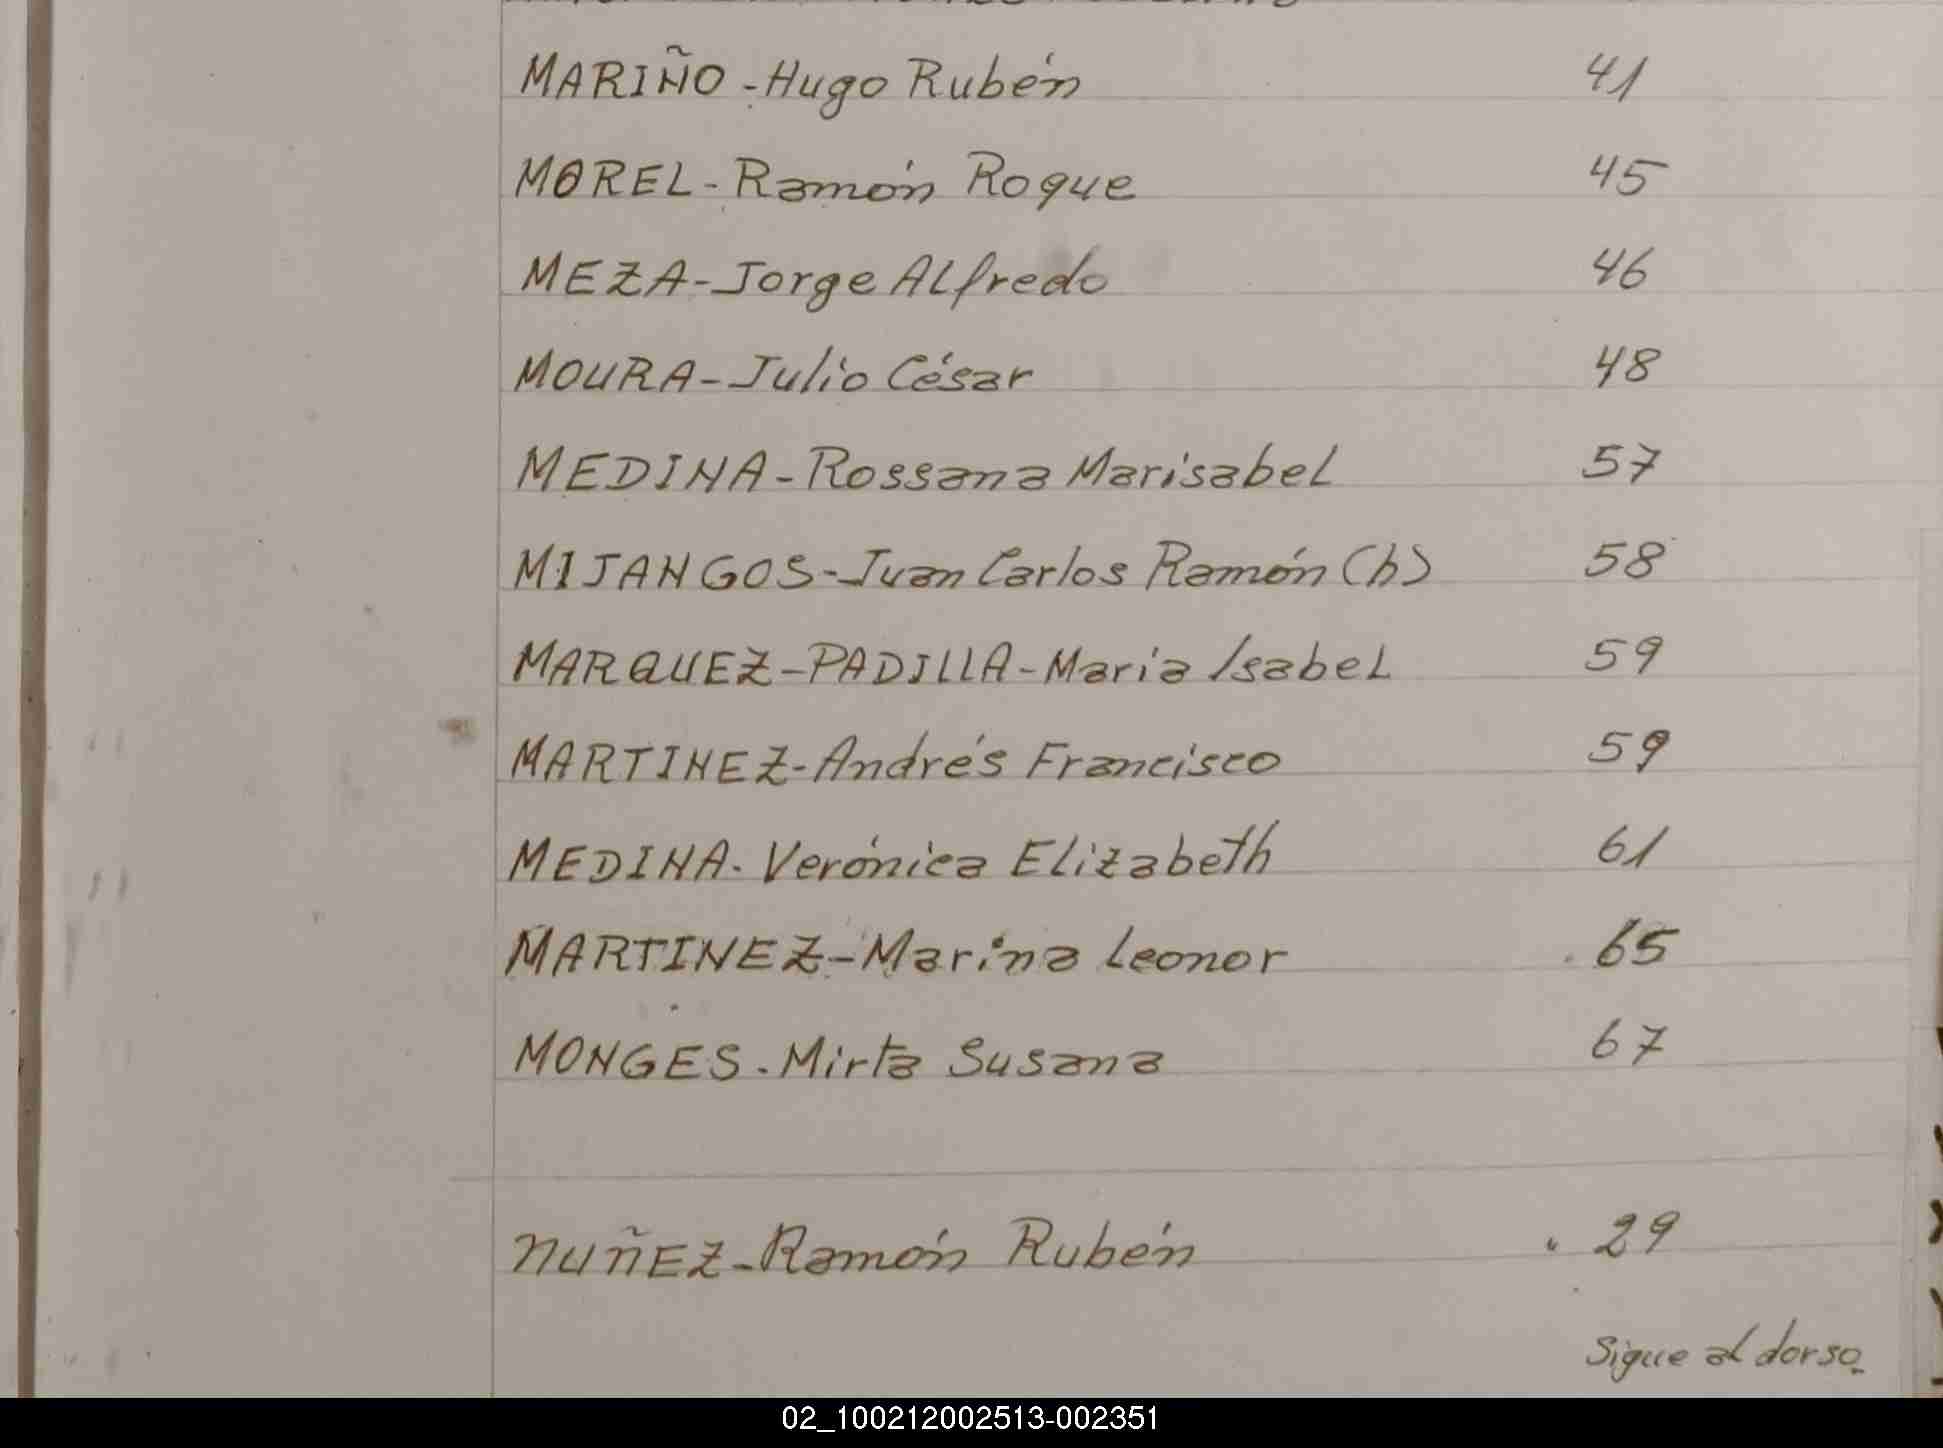 MARIÑO - Hugo Rubén 41
MOREL - Ramón Roque 45
MEZA - Jorge Alfredo 46
MOURA - Julio César 48
MEDINA - Rossana Marisabel 57
MIJANGOS - Juan Carlos Ramón (h) 58
MARQUEZ - PADILLA - Maria Isabel 59
MARTINEZ - Andrés Francisco 59
MEDINA - Verónica Elizabeth 61
MARTINEZ - Marina Leonor 65
MONGES - Mirta Susana 67
NUÑEZ - Ramón Rubén 29
Sigue al dorso
02_100212002513-002351